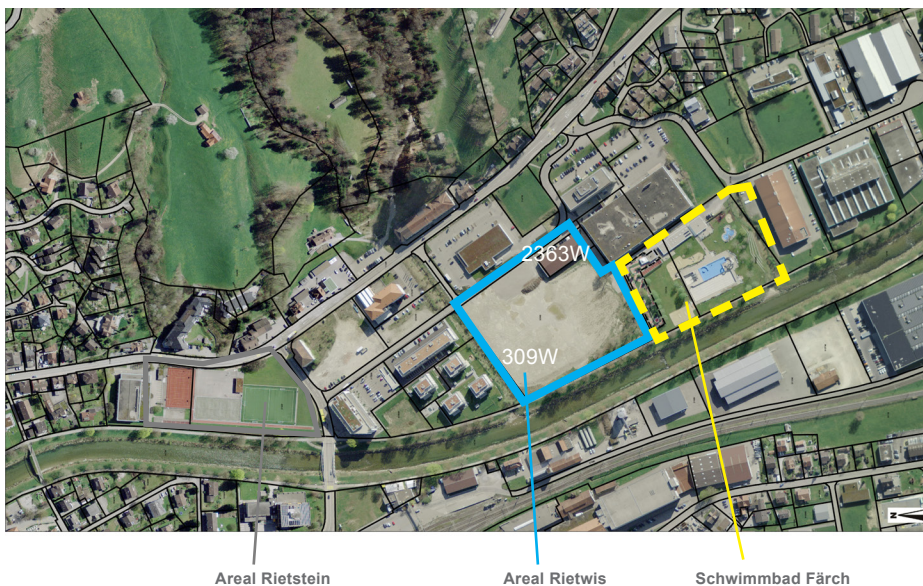 2363W
309W
N
Areal Rietstein
Areal Rietwis
Schwimmbad Färch